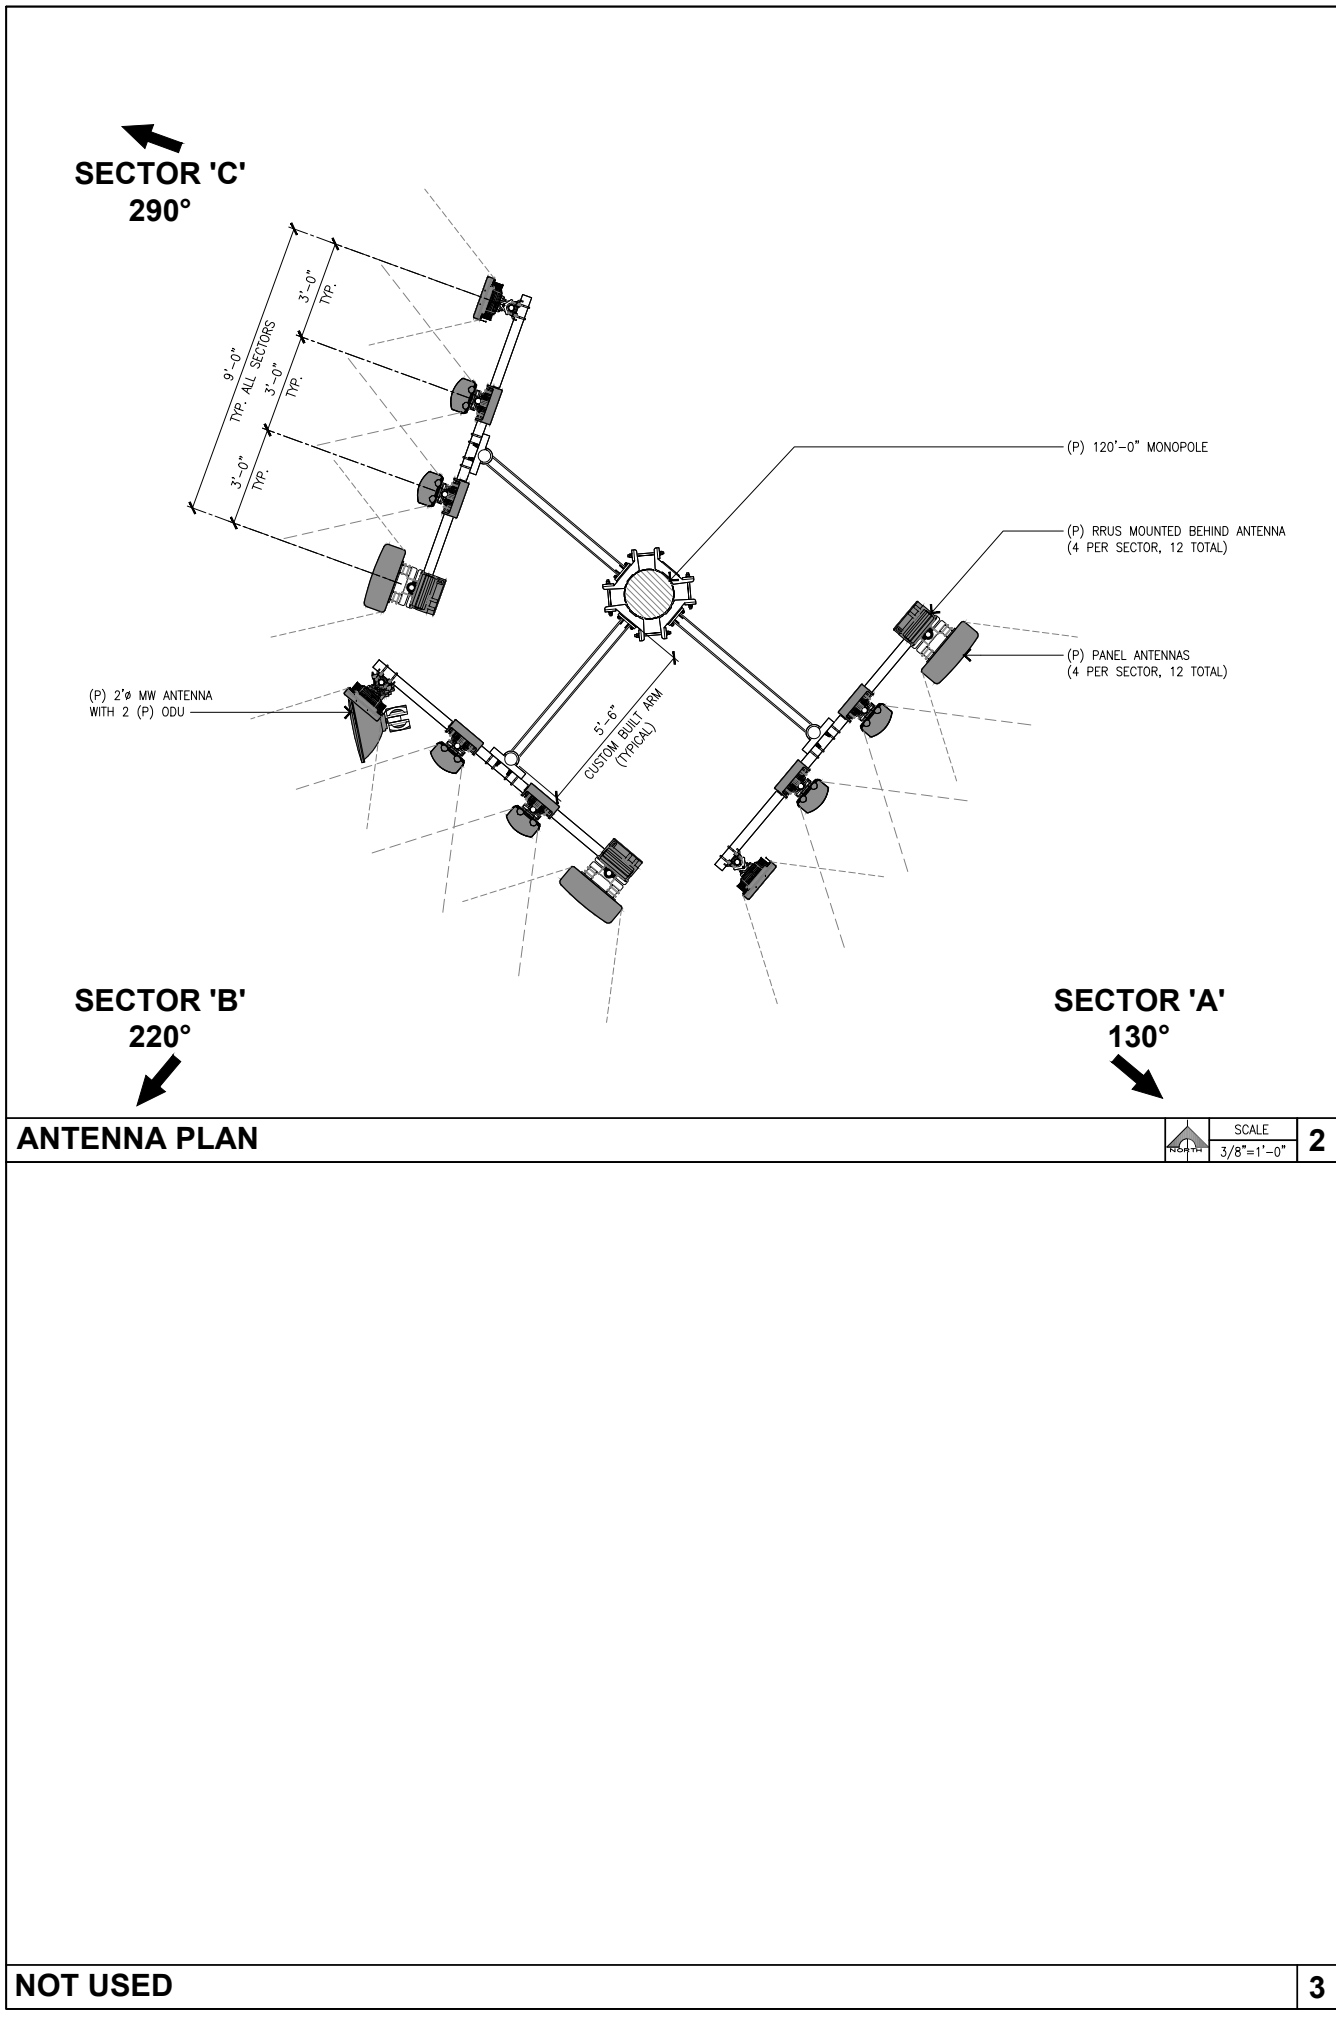 SECTOR 'C'
290°
9'-0"
TYP. ALL SECTORS
3'-0"
TYP.
3'-0"
TYP.
3'-0"
TYP.
(P) 120'-0" MONOPOLE
(P) RRUS MOUNTED BEHIND ANTENNA
(4 PER SECTOR, 12 TOTAL)
(P) PANEL ANTENNAS
(4 PER SECTOR, 12 TOTAL)
(P) 2'ø MW ANTENNA
WITH 2 (P) ODU
5'-6"
CUSTOM BUILT ARM
(TYPICAL)
SECTOR 'B'
220°
SECTOR 'A'
130°
ANTENNA PLAN
NORTH
SCALE
3/8"=1'-0"
2
NOT USED
3